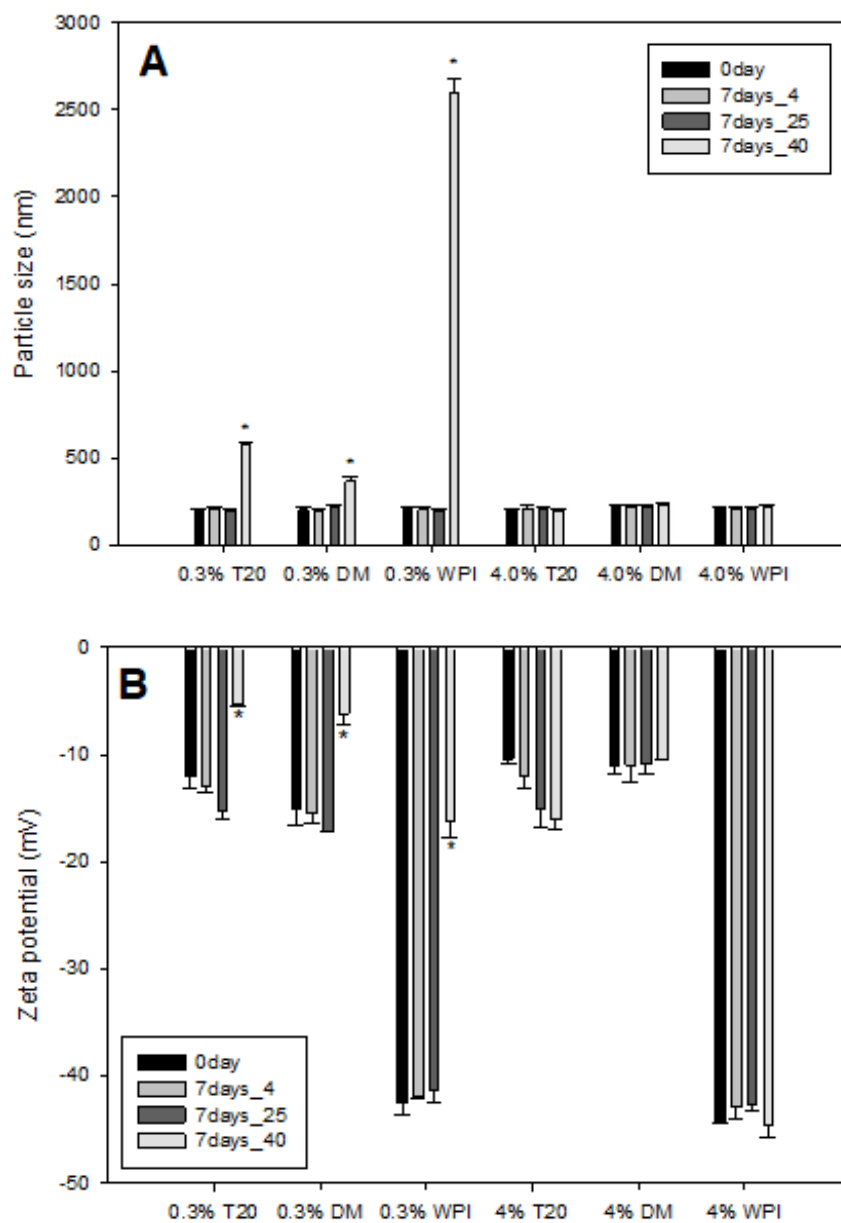 A
Particle size (nm)
3000
2500
2000
1500
1000
500
0
0day
7days_4
7days_25
7days_40
*
*
*
0.3% T20 0.3% DM 0.3% WPI 4.0% T20 4.0% DM 4.0% WPI
B
Zeta potential (mV)
0
-10
-20
-30
-40
-50
*
*
*
0day
7days_4
7days_25
7days_40
0.3% T20 0.3% DM 0.3% WPI 4% T20 4% DM 4% WPI